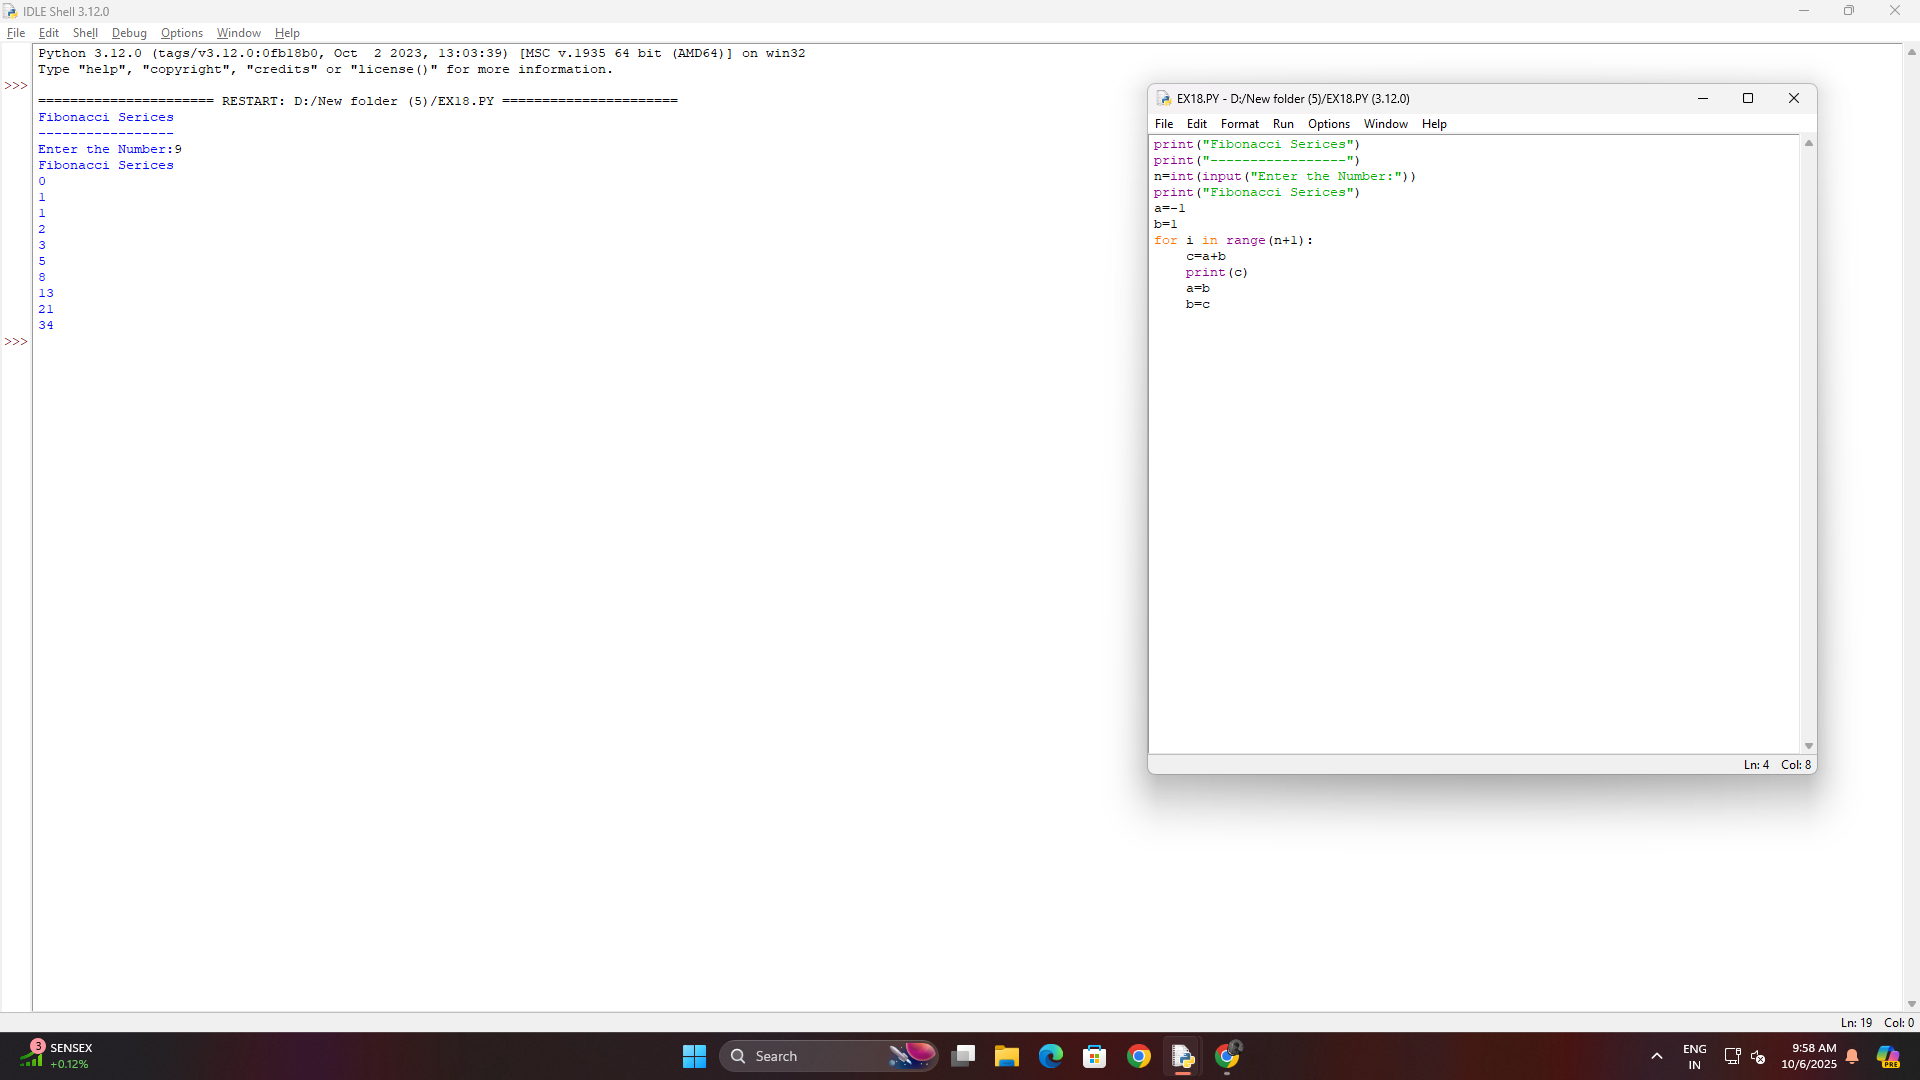 IDLE Shell 3.12.0
File Edit Shell Debug Options Window Help
Python 3.12.0 (tags/v3.12.0:0fb18b0, Oct  2 2023, 13:03:39) [MSC v.1935 64 bit (AMD64)] on win32
Type "help", "copyright", "credits" or "license()" for more information.
>>>
====================== RESTART: D:/New folder (5)/EX18.PY ======================
Fibonacci Serices
-----------------
Enter the Number:9
Fibonacci Serices
0
1
1
2
3
5
8
13
21
34
>>>
EX18.PY - D:/New folder (5)/EX18.PY (3.12.0)
File Edit Format Run Options Window Help
print("Fibonacci Serices")
print("-----------------")
n=int(input("Enter the Number:"))
print("Fibonacci Serices")
a=-1
b=1
for i in range(n+1):
    c=a+b
    print(c)
    a=b
    b=c
Ln: 4 Col: 8
Ln: 19 Col: 0
3
SENSEX
+0.12%
Search
ENG
IN
9:58 AM
10/6/2025
PRE